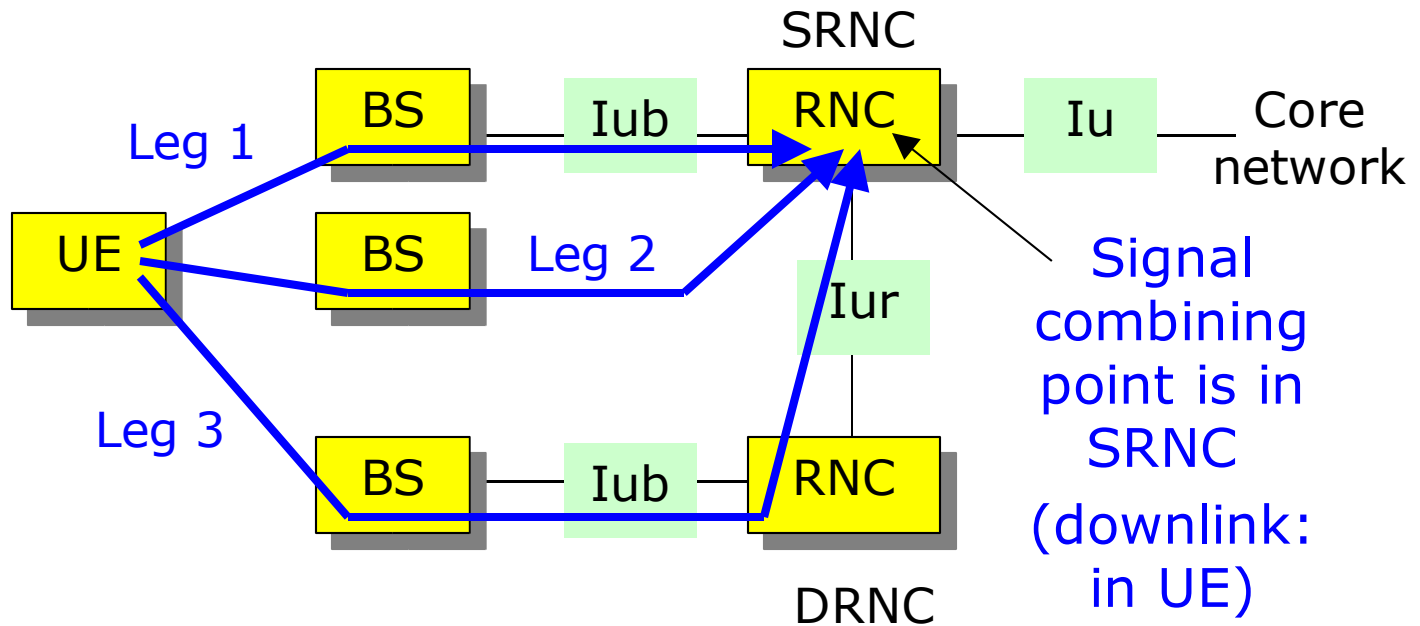 SRNC
BS
Iub
RNC
Iu
Core
network
Leg 1
UE
BS
Leg 2
Iur
Signal
combining
point is in
SRNC
(downlink:
in UE)
Leg 3
BS
Iub
RNC
DRNC